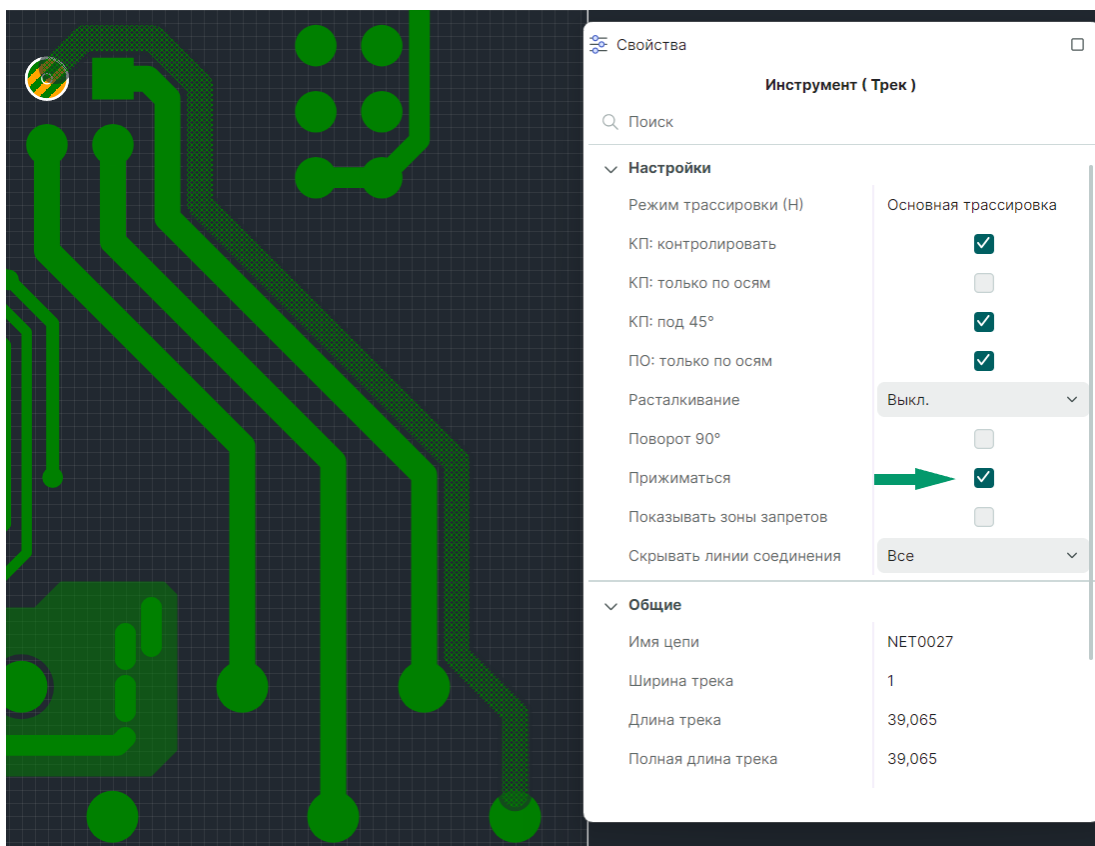 Свойства
Инструмент ( Трек )
Поиск
Настройки
Режим трассировки (H) Основная трассировка
КП: контролировать
КП: только по осям
КП: под 45°
ПО: только по осям
Расталкивание Выкл.
Поворот 90°
Прижиматься
Показывать зоны запретов
Скрывать линии соединения Все
Общие
Имя цепи NET0027
Ширина трека 1
Длина трека 39,065
Полная длина трека 39,065